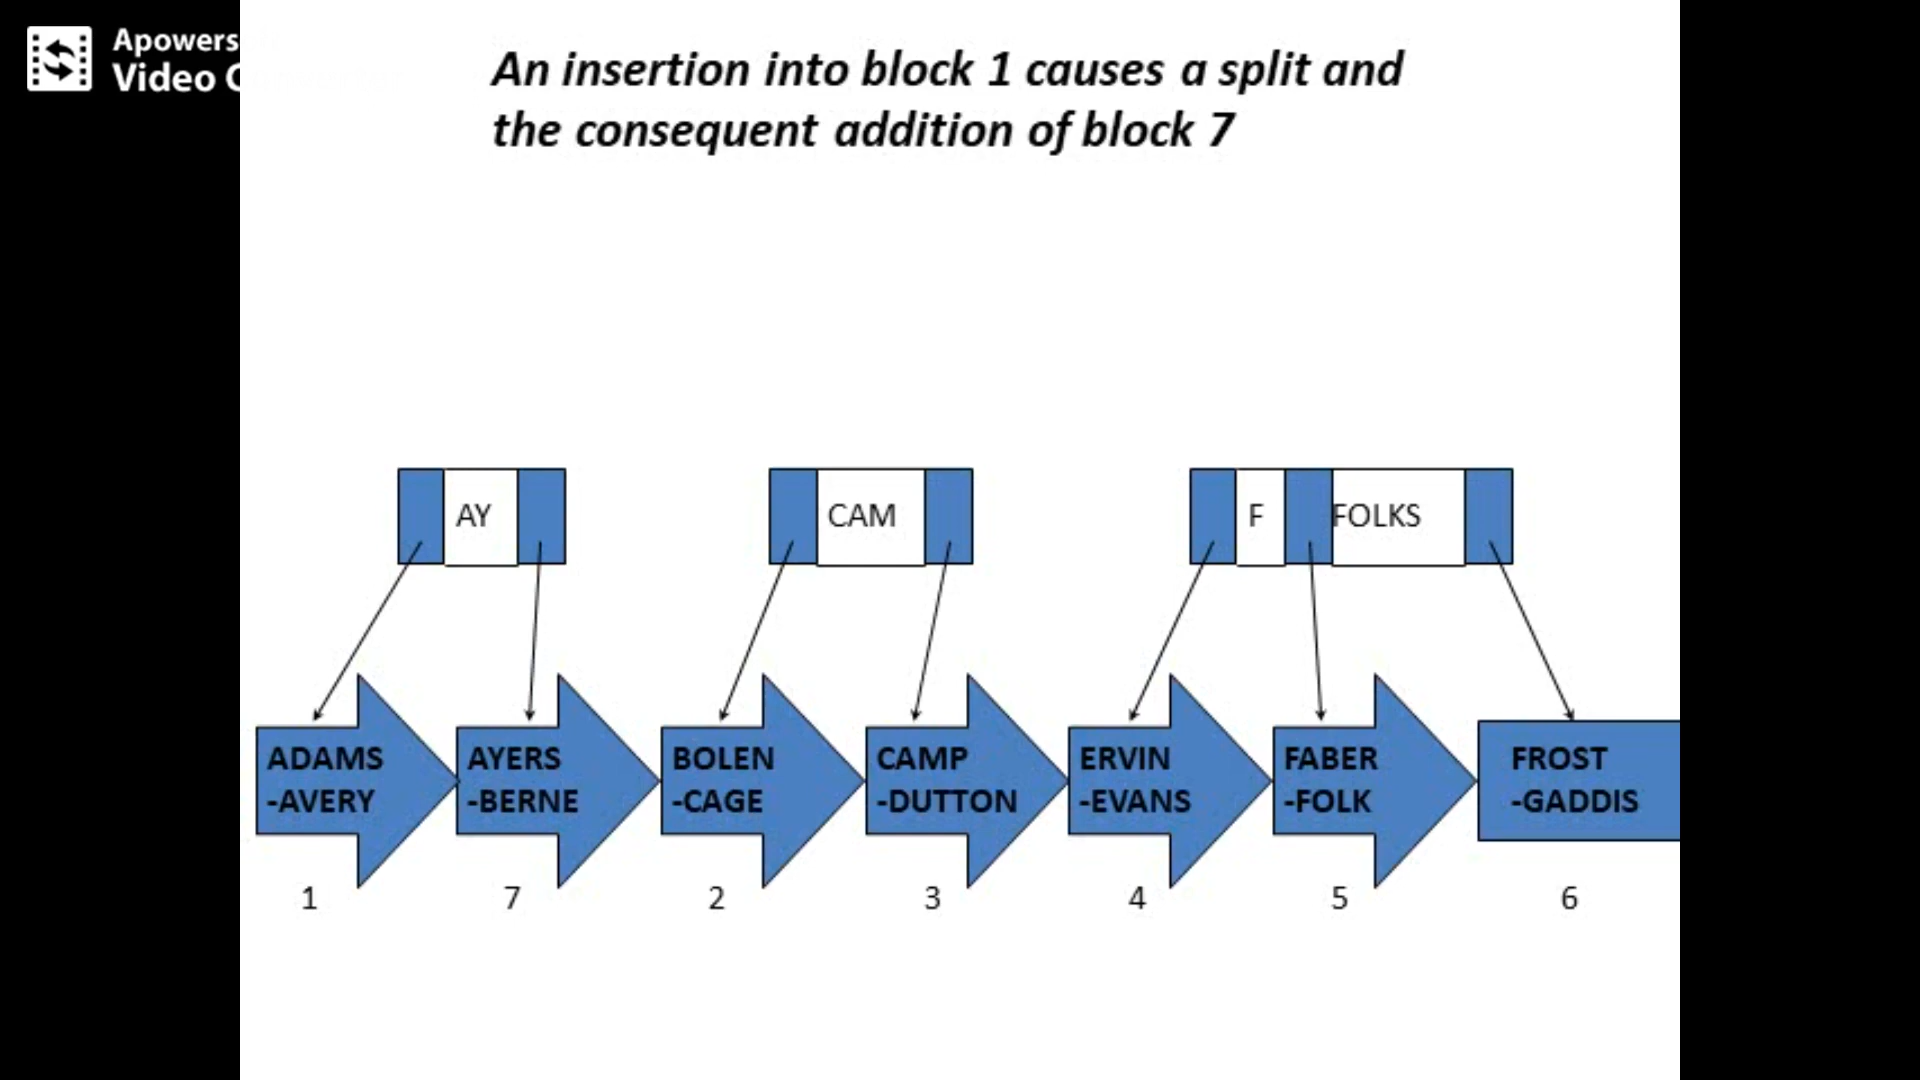 Apowers
Video
An insertion into block 1 causes a split and
the consequent addition of block 7
AY
CAM
F
FOLKS
ADAMS
-AVERY
AYERS
-BERNE
BOLEN
-CAGE
CAMP
-DUTTON
ERVIN
-EVANS
FABER
-FOLK
FROST
-GADDIS
1
7
2
3
4
5
6